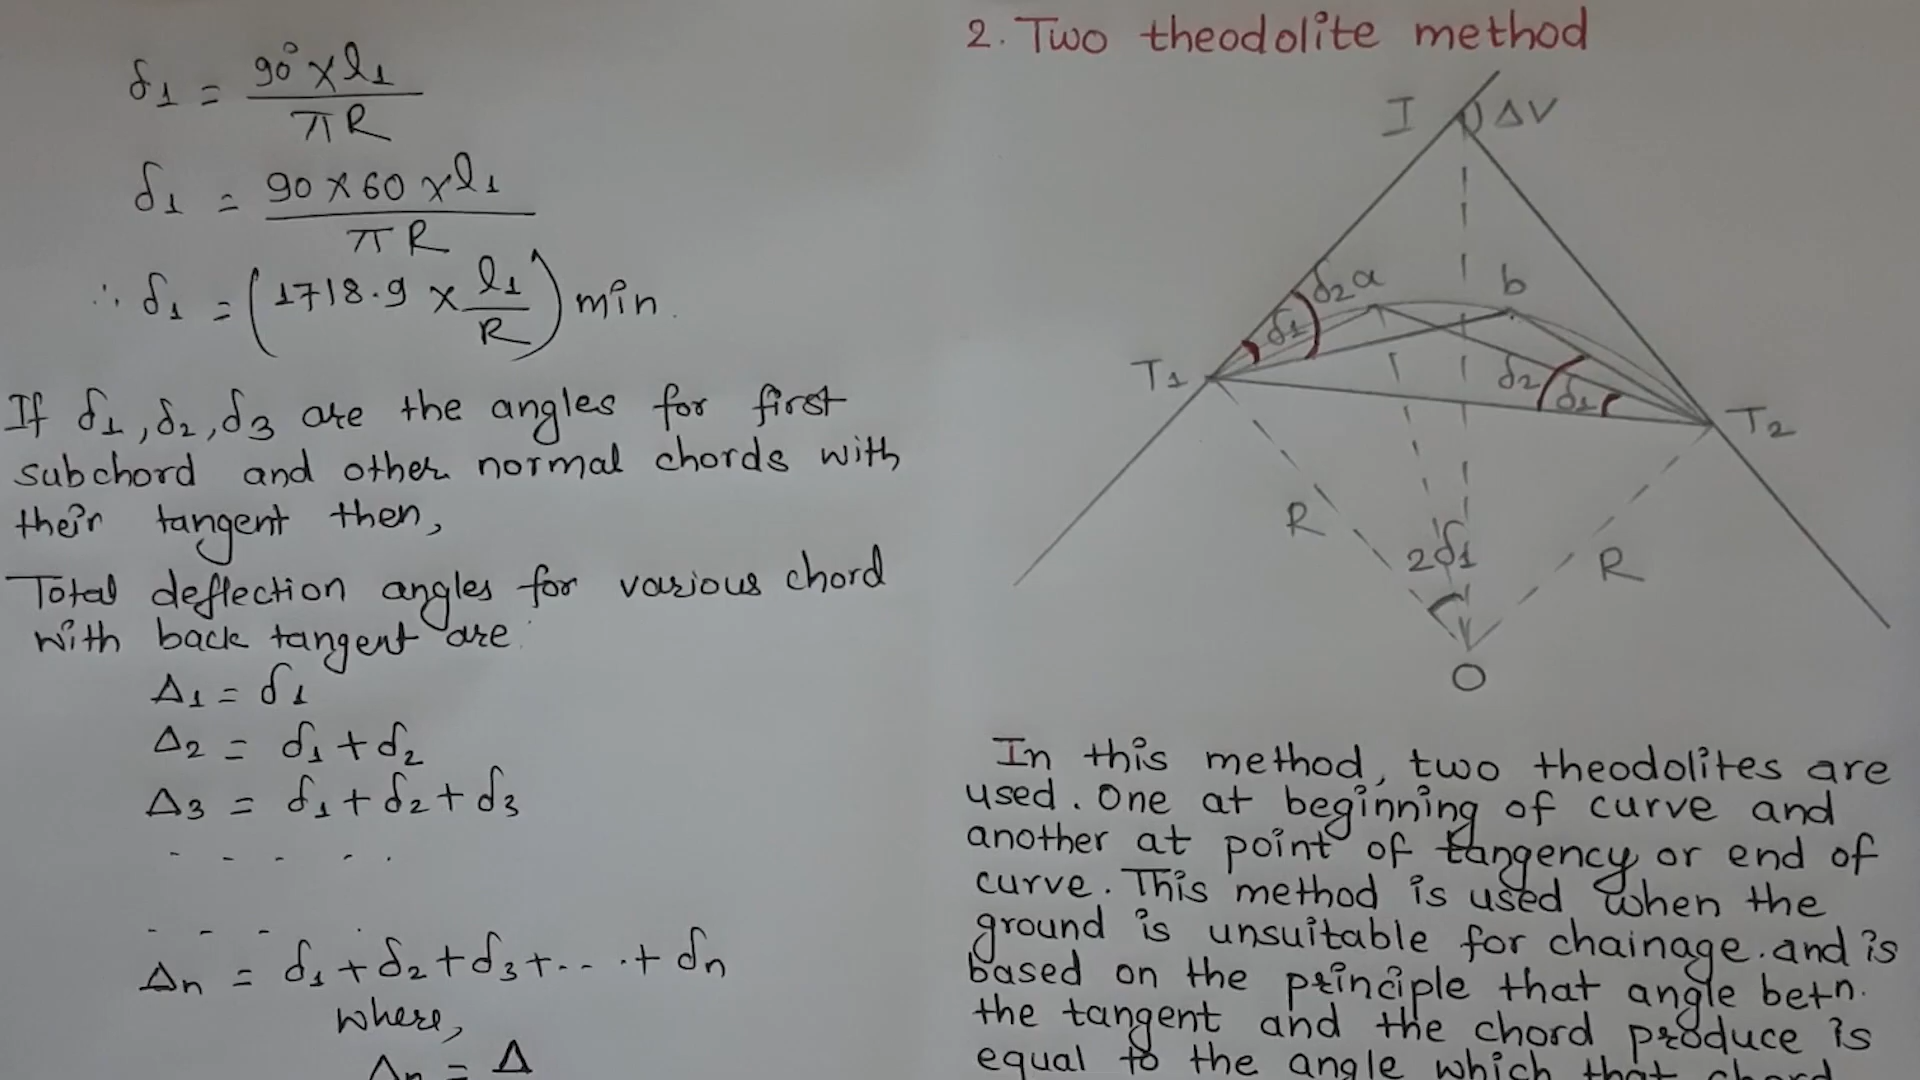 δ1 = 90° × l1 / πR
δ1 = 90 × 60 × l1 / πR
∴ δ1 = (1718.9 × l1 / R) min.
If δ1, δ2, δ3 are the angles for first
subchord and other normal chords with
their tangent then,
Total deflection angles for various chord
with back tangent are
Δ1 = δ1
Δ2 = δ1 + δ2
Δ3 = δ1 + δ2 + δ3
- - - - .
- - - .
Δn = δ1 + δ2 + δ3 + - - . + δn
where,
Δn = Δ
2. Two theodolite method
I
ΔV
δ2 a
b
δ1
T1
δ2
δ1
T2
R
2δ1
R
O
In this method, two theodolites are
used. One at beginning of curve and
another at point of tangency or end of
curve. This method is used when the
ground is unsuitable for chainage. and is
based on the principle that angle betn.
the tangent and the chord produce is
equal to the angle which that chord